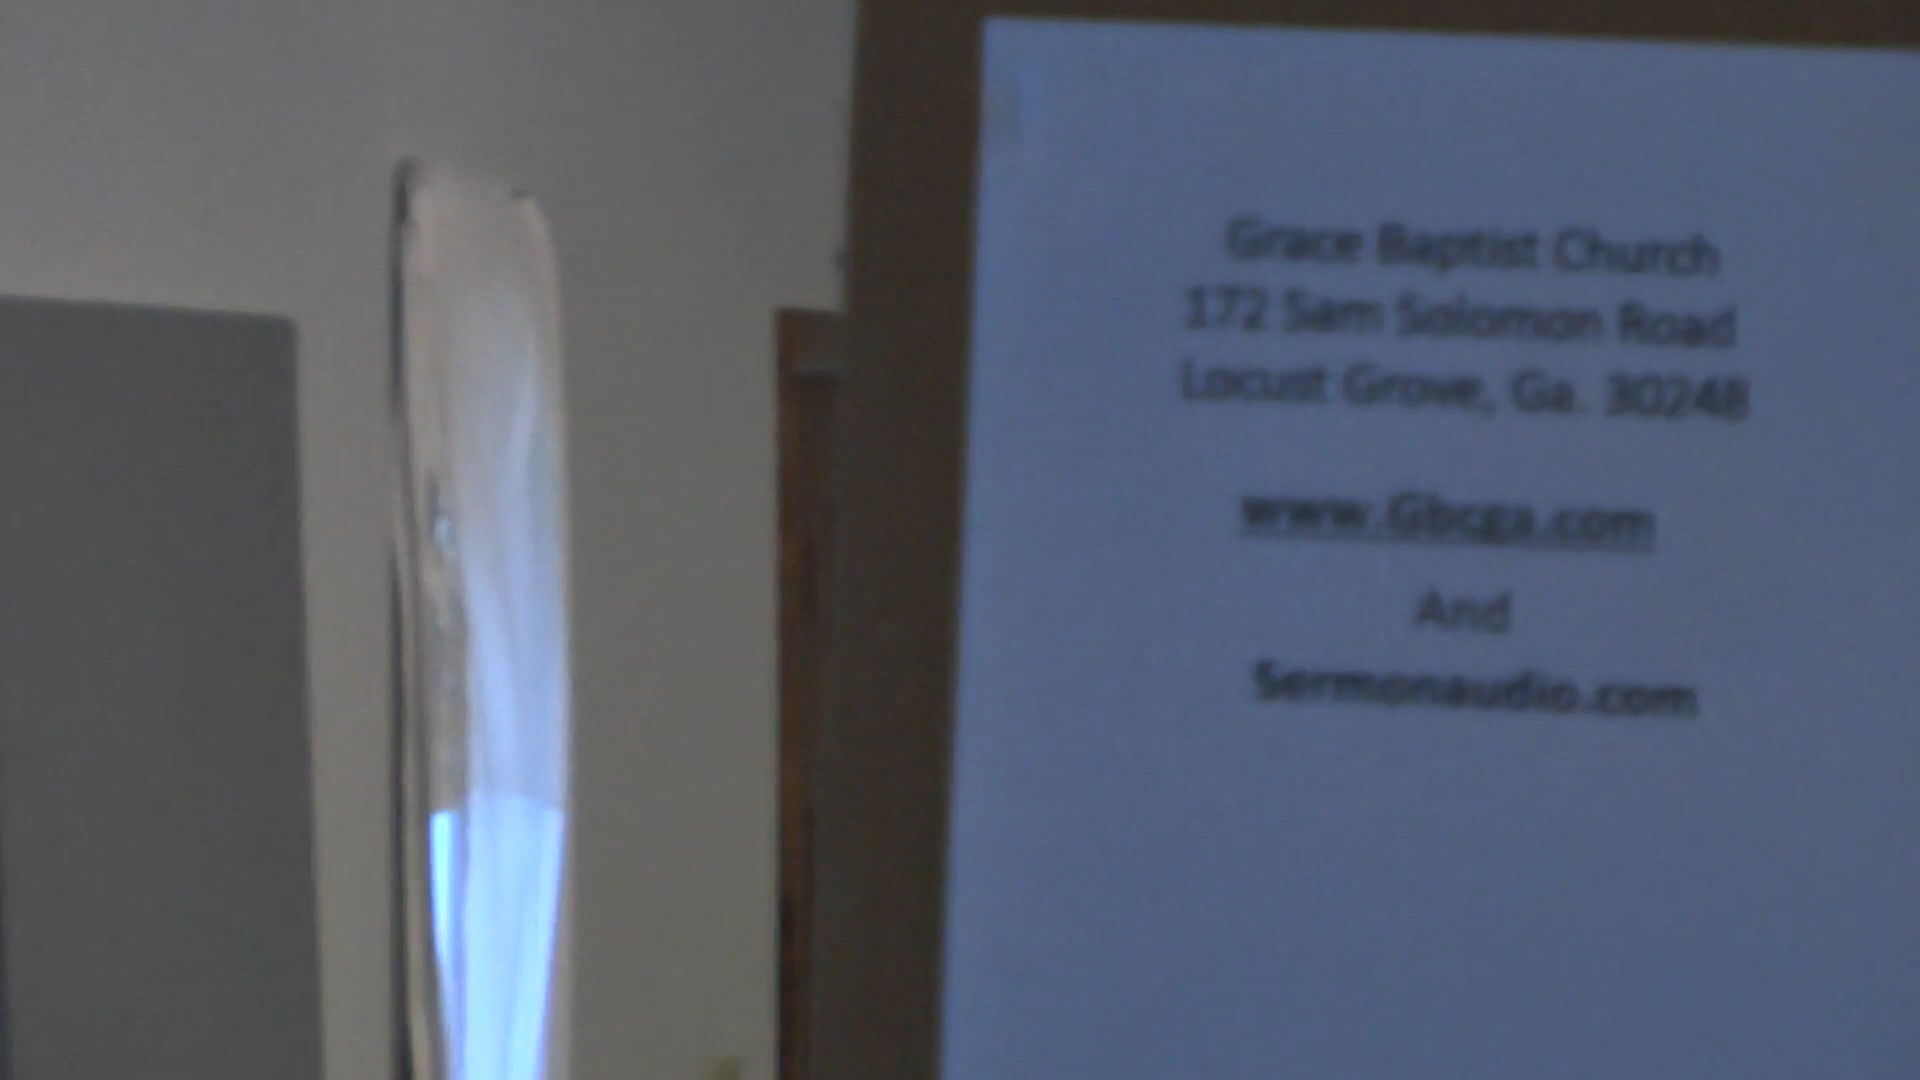 Grace Baptist Church
172 Sam Solomon Road
Locust Grove, Ga. 30248
www.Gbcga.com
And
Sermonaudio.com